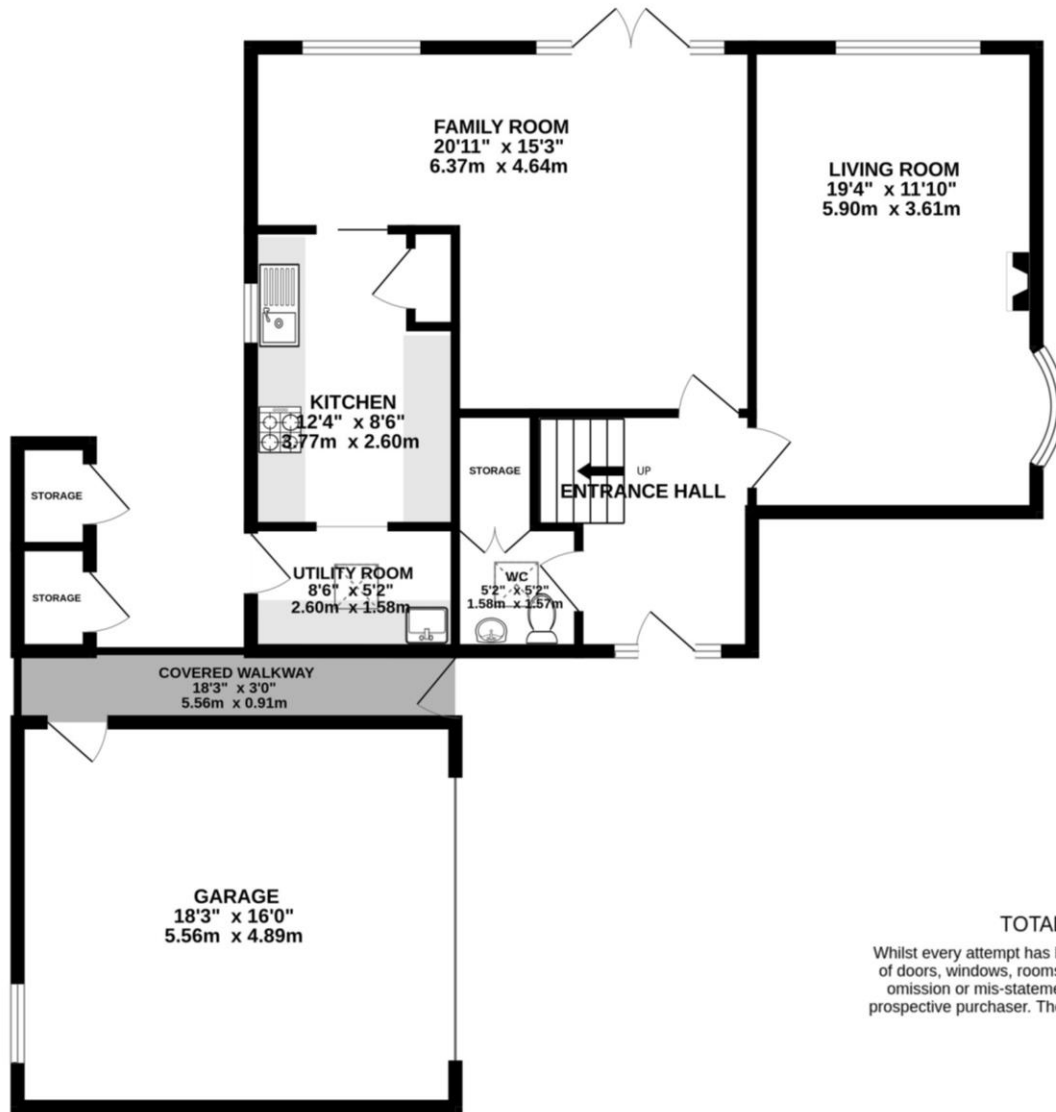 FAMILY ROOM
20'11" x 15'3"
6.37m x 4.64m
LIVING ROOM
19'4" x 11'10"
5.90m x 3.61m
KITCHEN
12'4" x 8'6"
3.77m x 2.60m
STORAGE
UP
ENTRANCE HALL
STORAGE
STORAGE
UTILITY ROOM
8'6" x 5'2"
2.60m x 1.58m
WC
5'2" x 5'2"
1.58m x 1.57m
COVERED WALKWAY
18'3" x 3'0"
5.56m x 0.91m
GARAGE
18'3" x 16'0"
5.56m x 4.89m
TOTA
Whilst every attempt has
of doors, windows, rooms
omission or mis-stateme
prospective purchaser. Th